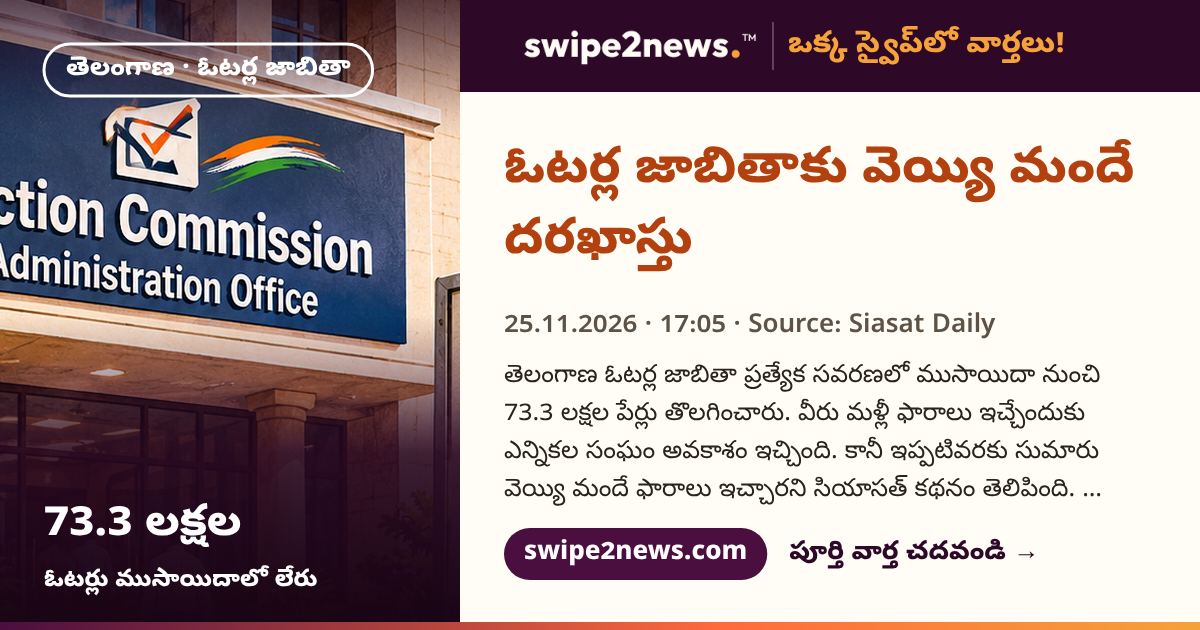 తెలంగాణ · ఓటర్ల జాబితా
ction Commission
Administration Office
73.3 లక్షల
ఓటర్లు ముసాయిదాలో లేరు
swipe2news.™ ఒక్క స్వైప్‌లో వార్తలు!
ఓటర్ల జాబితాకు వెయ్యి మందే
దరఖాస్తు
25.11.2026 · 17:05 · Source: Siasat Daily
తెలంగాణ ఓటర్ల జాబితా ప్రత్యేక సవరణలో ముసాయిదా నుంచి
73.3 లక్షల పేర్లు తొలగించారు. వీరు మళ్లీ ఫారాలు ఇచ్చేందుకు
ఎన్నికల సంఘం అవకాశం ఇచ్చింది. కానీ ఇప్పటివరకు సుమారు
వెయ్యి మందే ఫారాలు ఇచ్చారని సియాసత్ కథనం తెలిపింది. ...
swipe2news.com పూర్తి వార్త చదవండి →